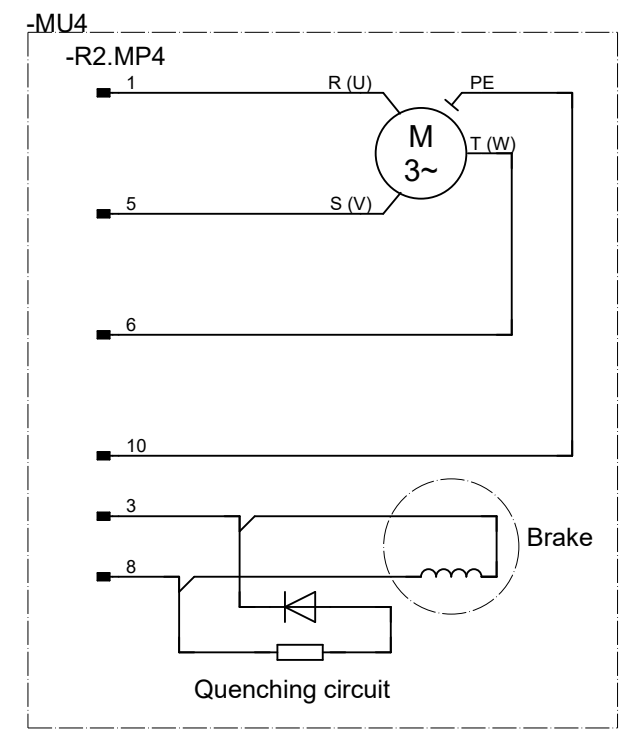 -MU4
-R2.MP4
1
R (U)
PE
M
3~
T (W)
5
S (V)
6
10
3
Brake
8
Quenching circuit